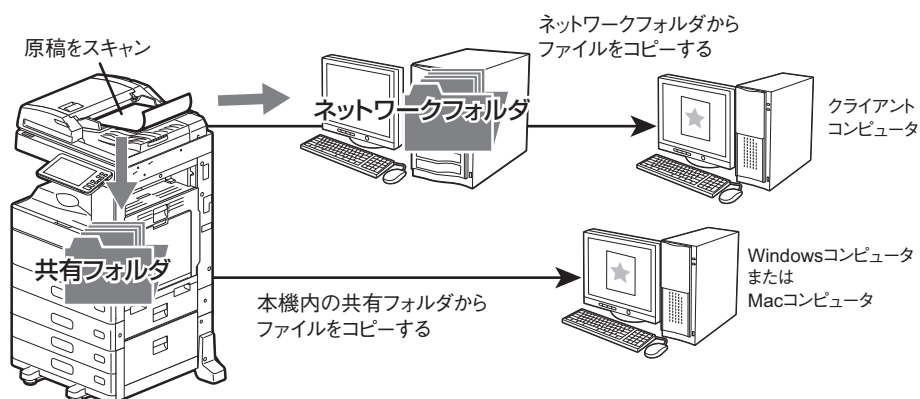 原稿をスキャン
ネットワークフォルダから
ファイルをコピーする
ネットワークフォルダ
クライアント
コンピュータ
共有フォルダ
本機内の共有フォルダから
ファイルをコピーする
Windowsコンピュータ
または
Macコンピュータ